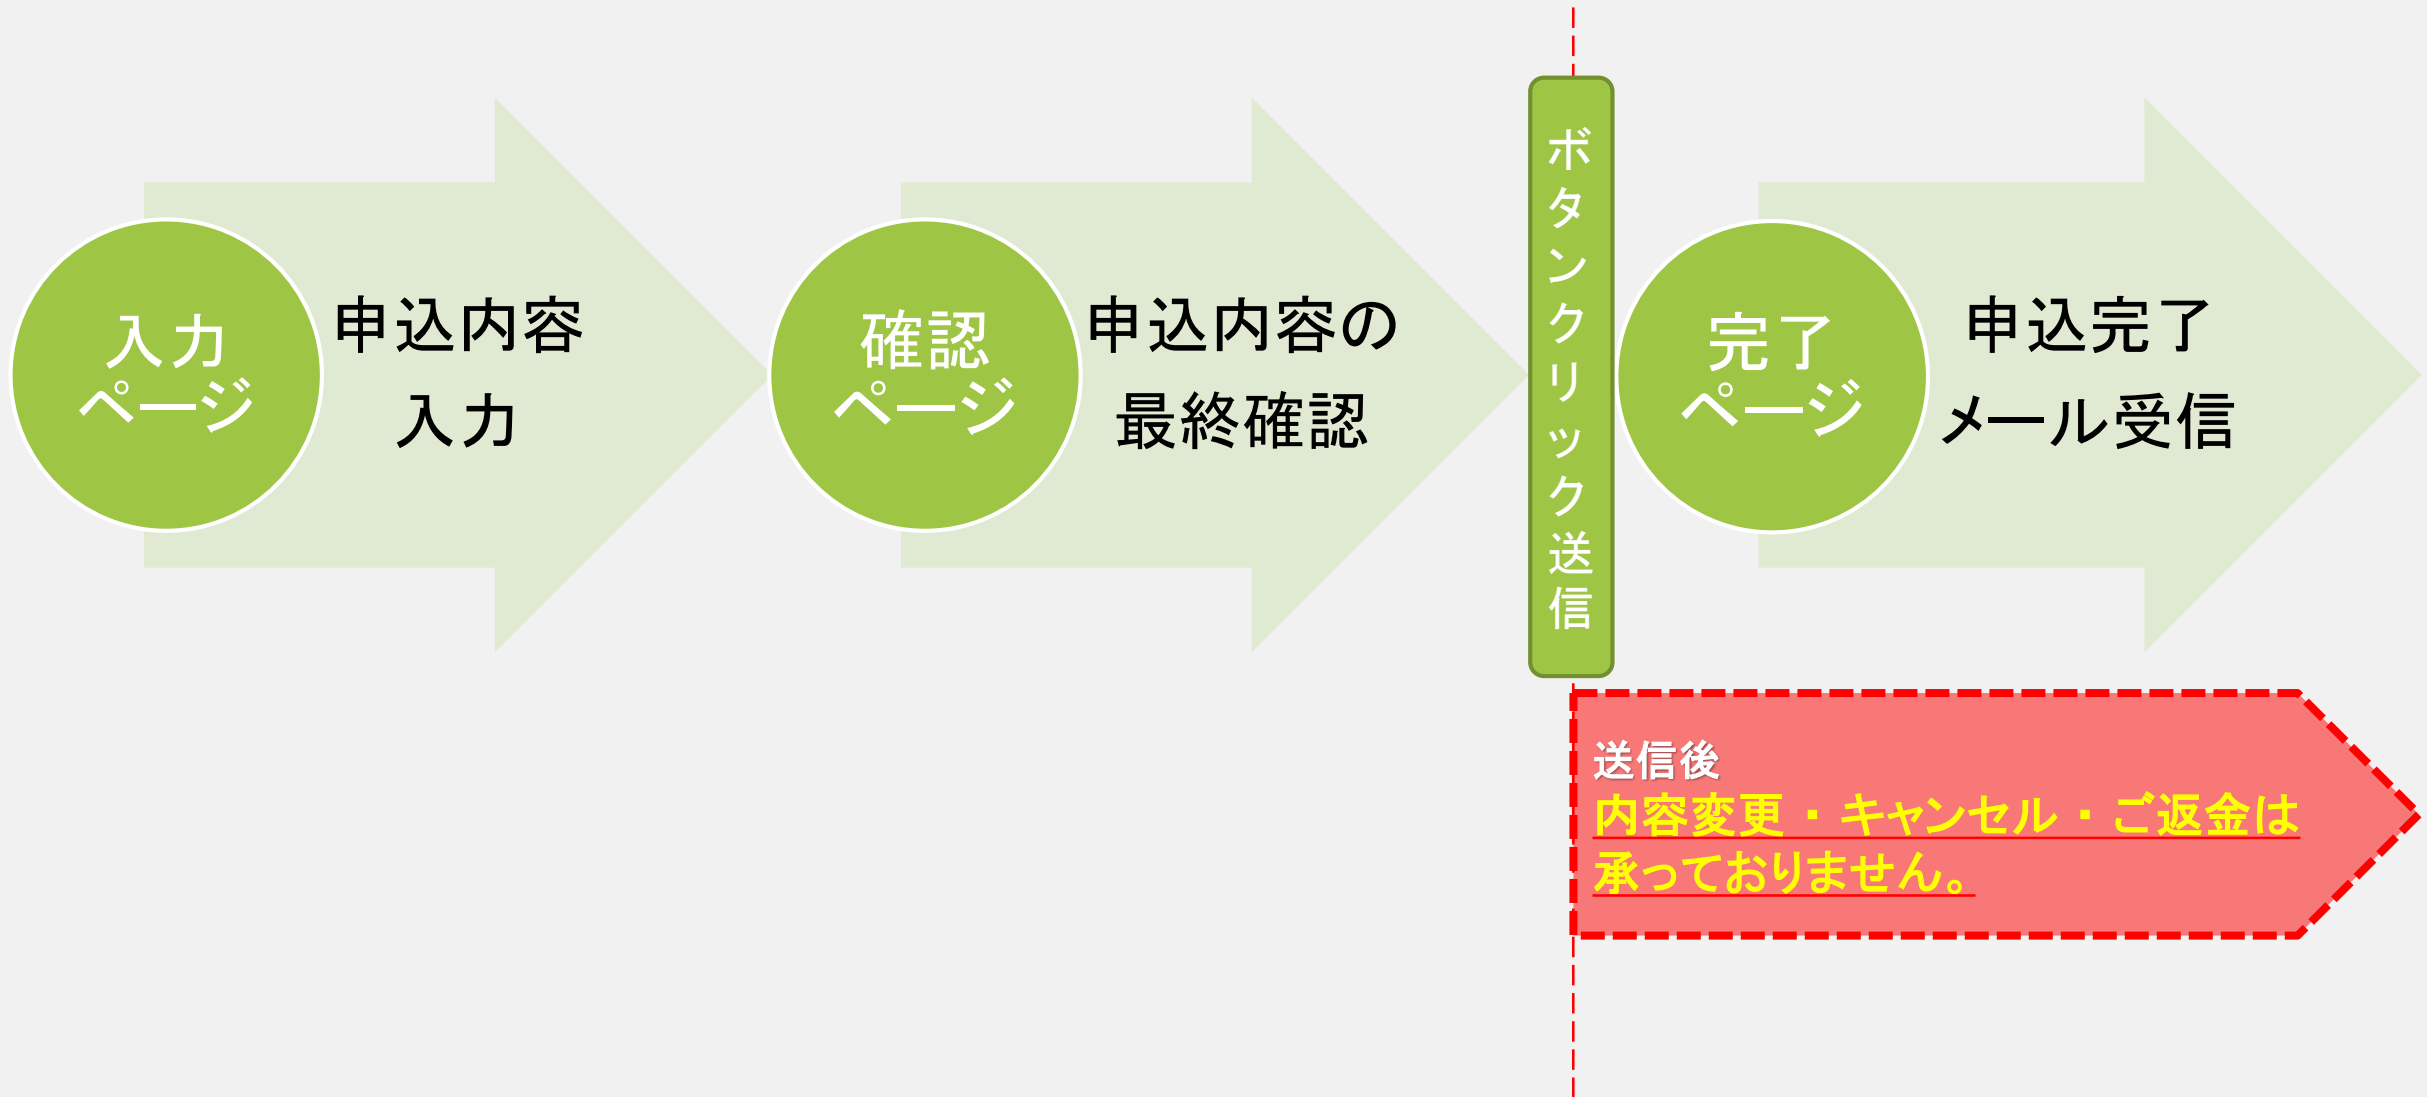 入力
ページ
申込内容
入力
確認
ページ
申込内容の
最終確認
ボタンクリック送信
完了
ページ
申込完了
メール受信
送信後
内容変更・キャンセル・ご返金は
承っておりません。